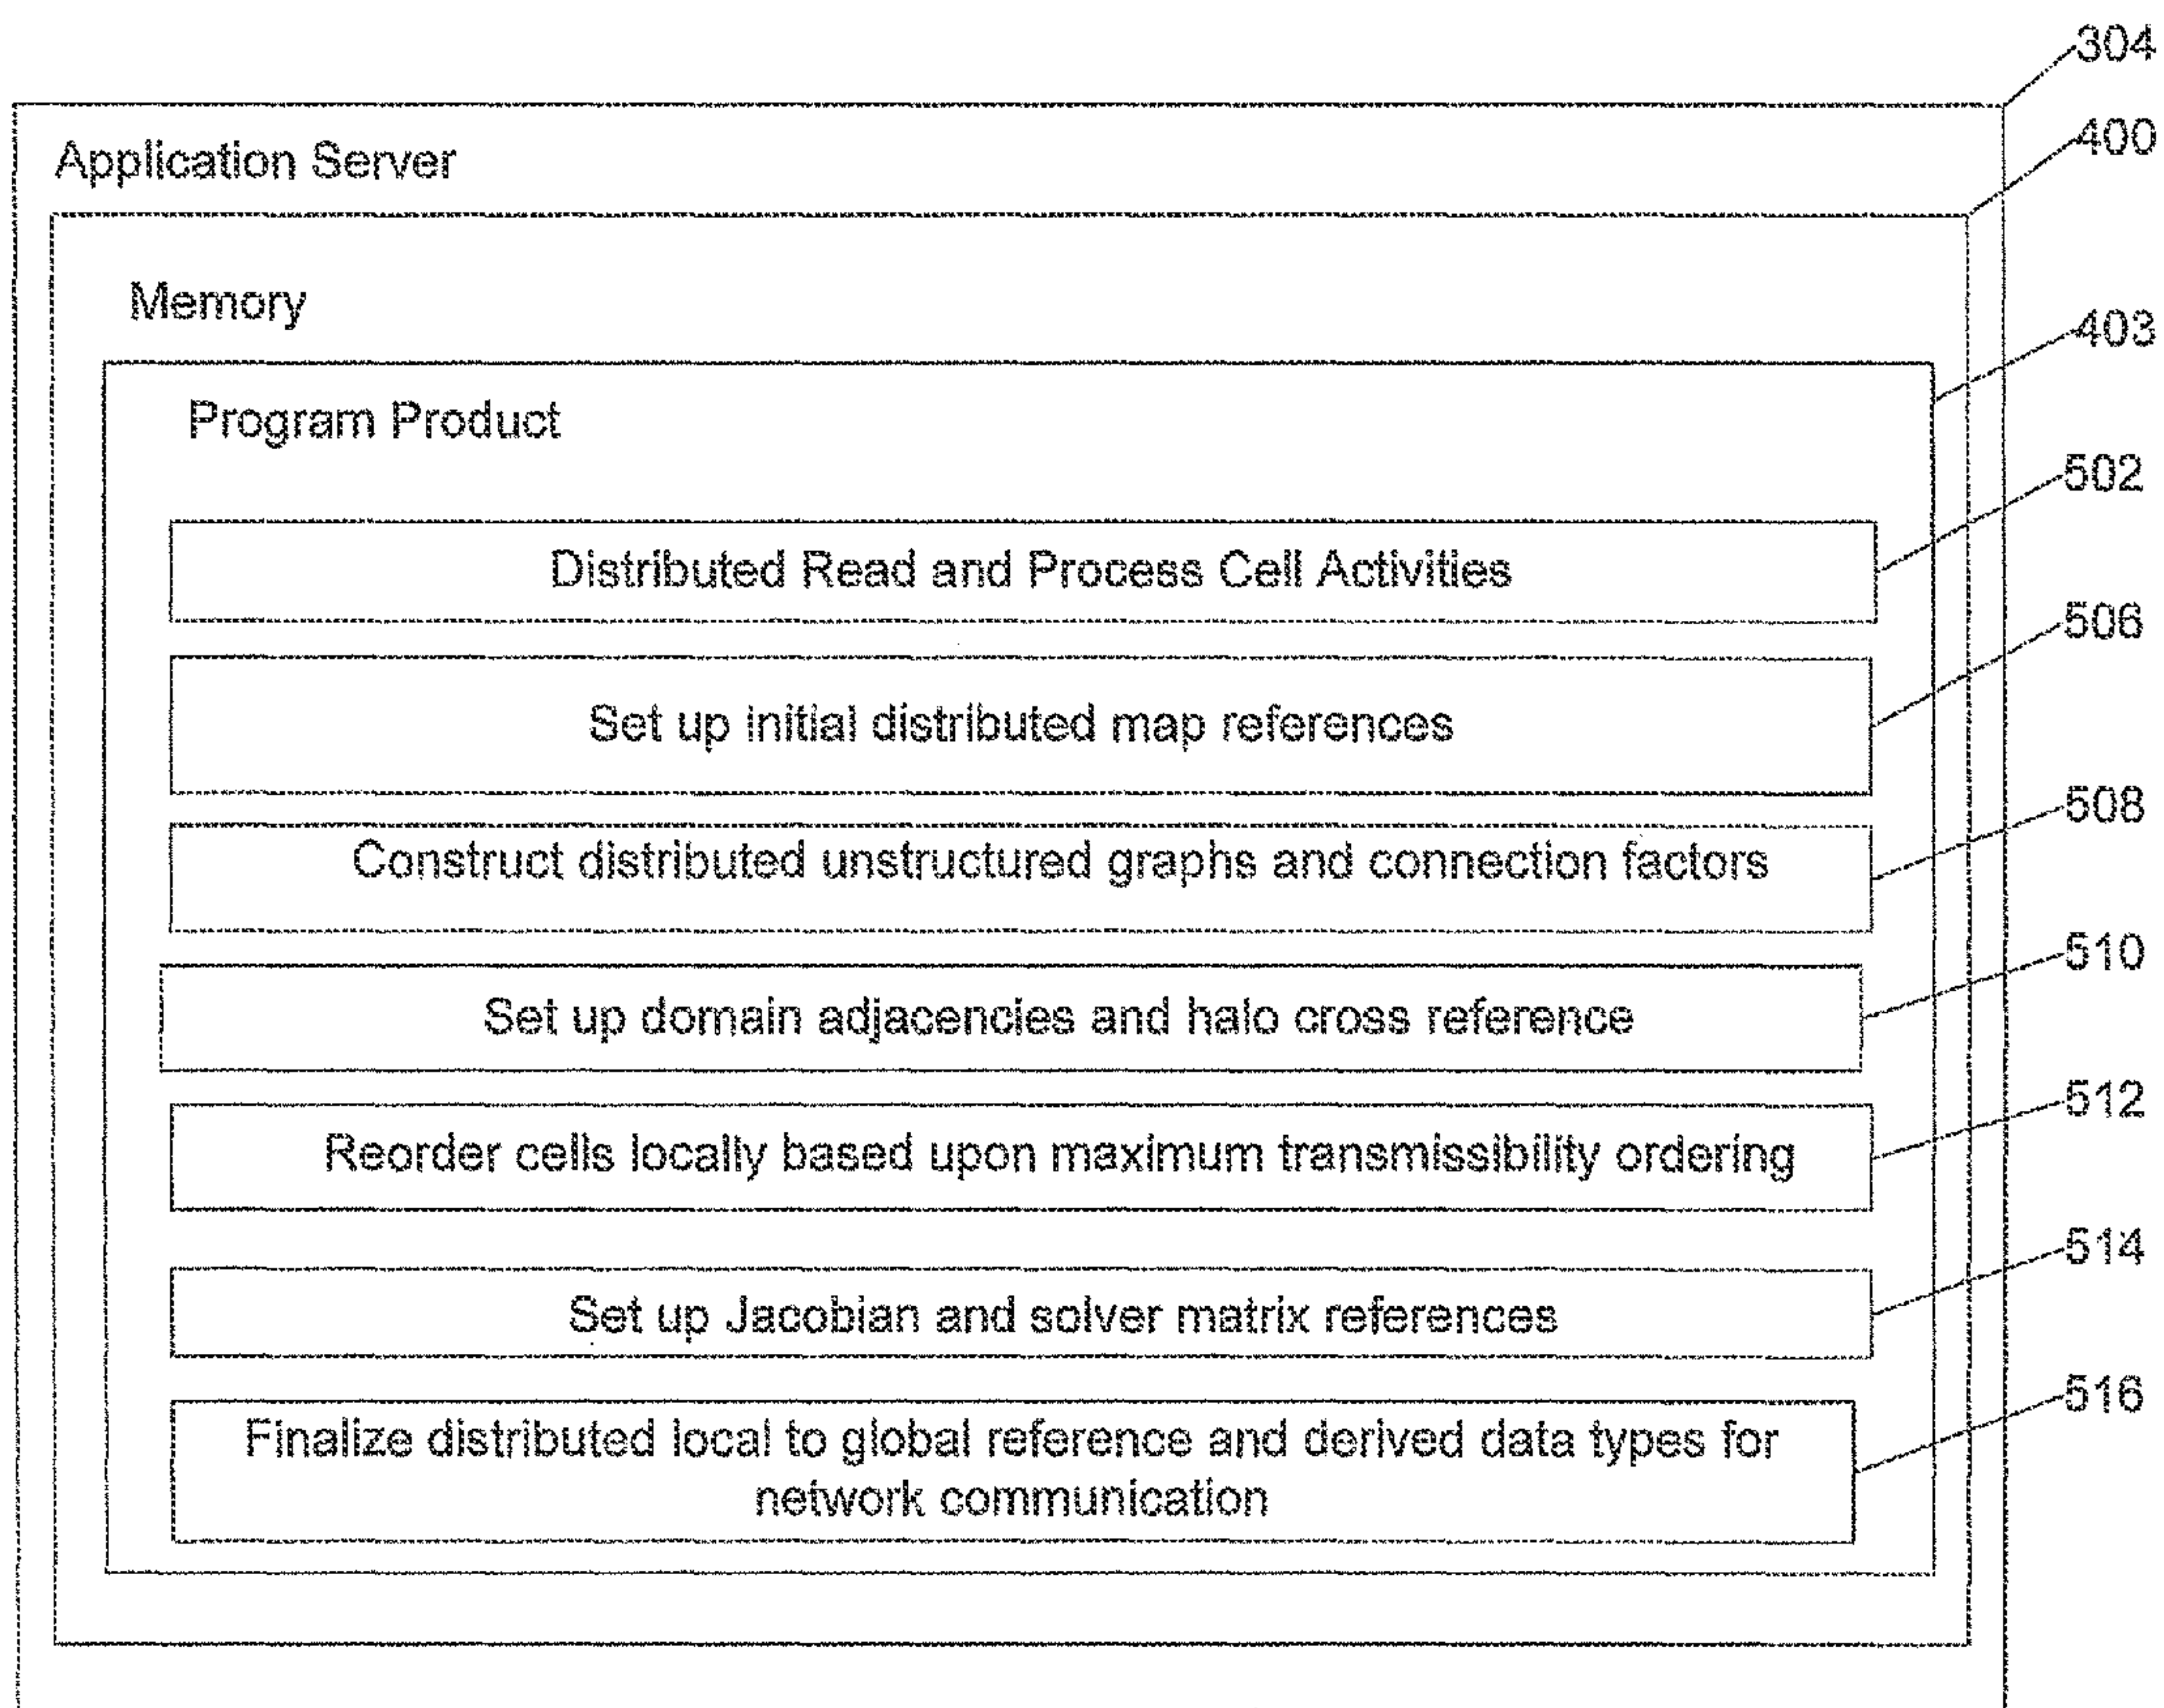 304
Application Server
400
Memory
403
Program Product
502
Distributed Read and Process Cell Activities
506
Set up initial distributed map references
508
Construct distributed unstructured graphs and connection factors
510
Set up domain adjacencies and halo cross reference
512
Reorder cells locally based upon maximum transmissibility ordering
514
Set up Jacobian and solver matrix references
516
Finalize distributed local to global reference and derived data types for
network communication